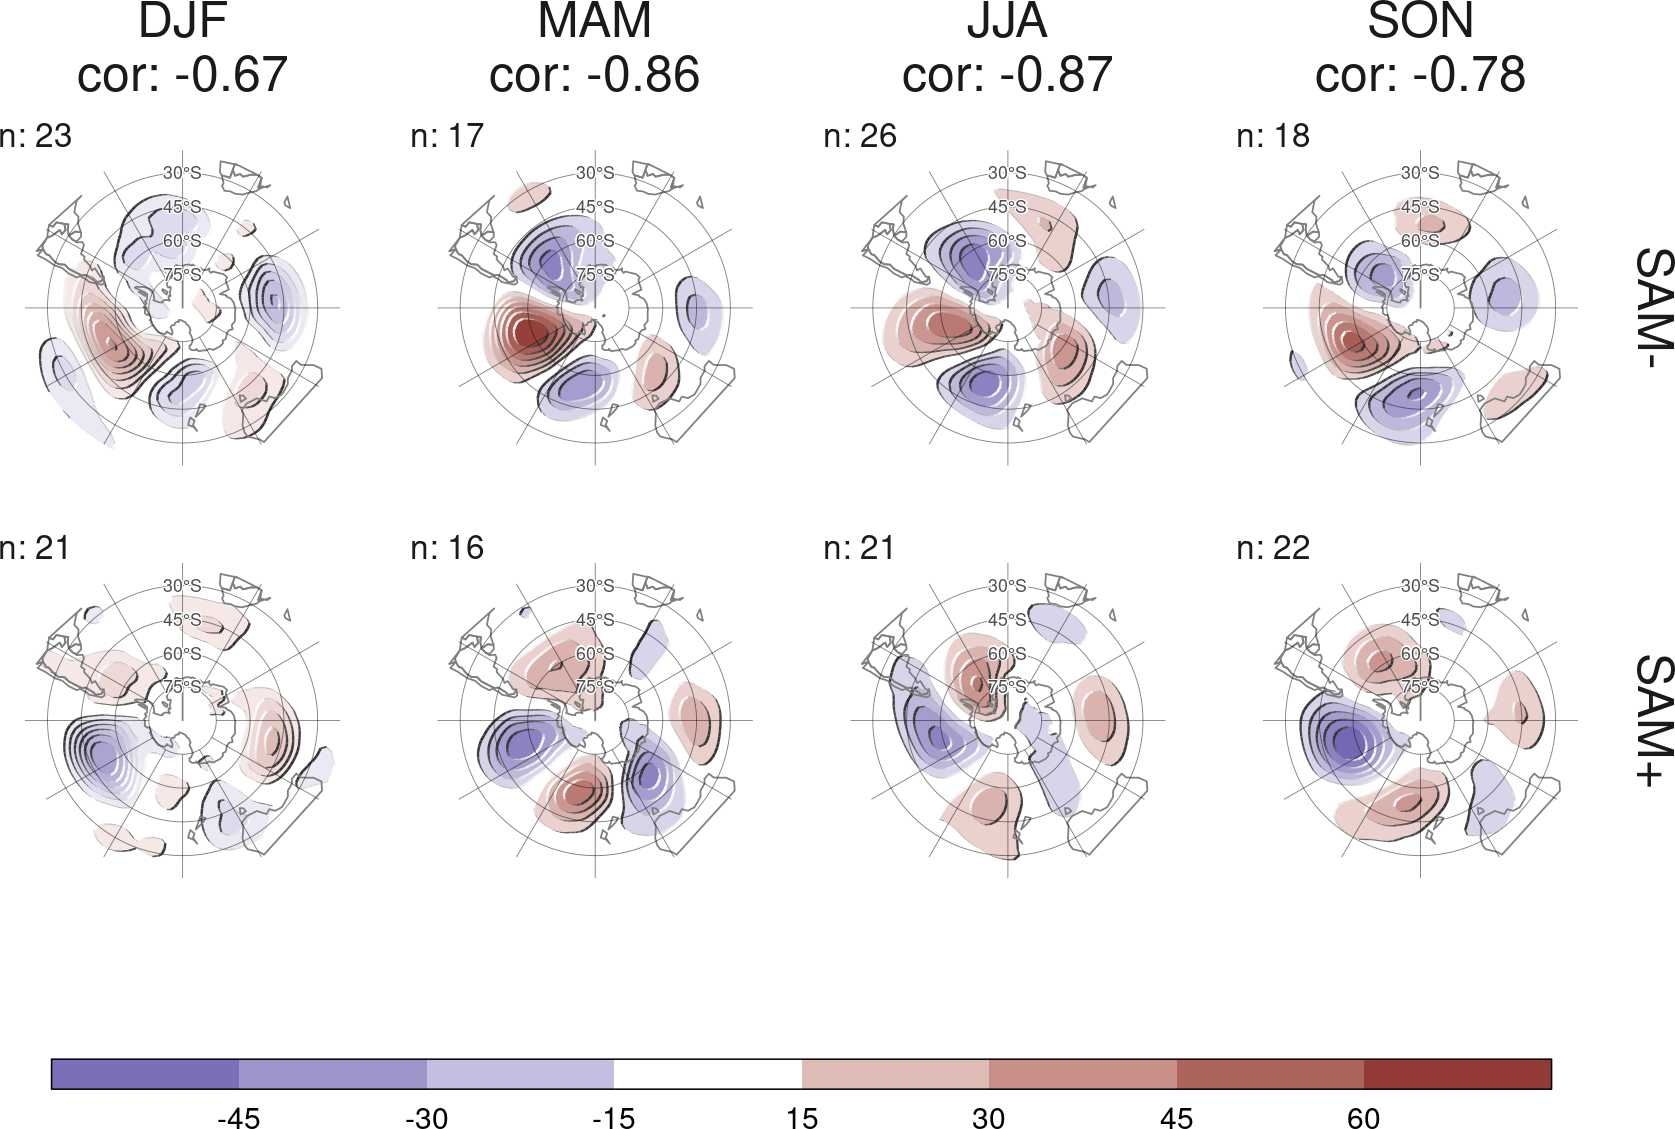 DJF MAM JJA SON
cor: -0.67 cor: -0.86 cor: -0.87 cor: -0.78
n: 23 n: 17 n: 26 n: 18
30°S 30°S 30°S 30°S
45°S 45°S 45°S 45°S
60°S 60°S 60°S 60°S
75°S 75°S 75°S 75°S
SAM-
n: 21 n: 16 n: 21 n: 22
30°S 30°S 30°S 30°S
45°S 45°S 45°S 45°S
60°S 60°S 60°S 60°S
75°S 75°S 75°S 75°S
SAM+
-45 -30 -15 15 30 45 60